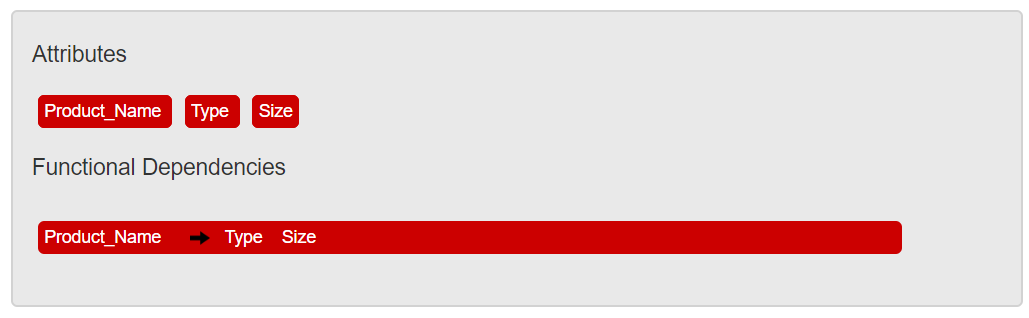 Attributes
Product_Name Type Size
Functional Dependencies
Product_Name Type Size